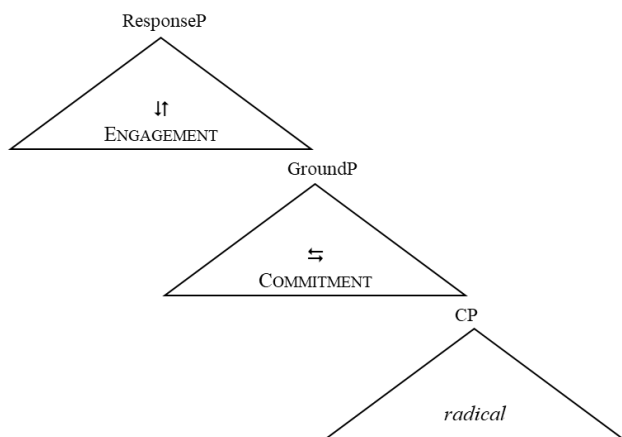 ResponseP
⇵
ENGAGEMENT
GroundP
⇆
COMMITMENT
CP
radical